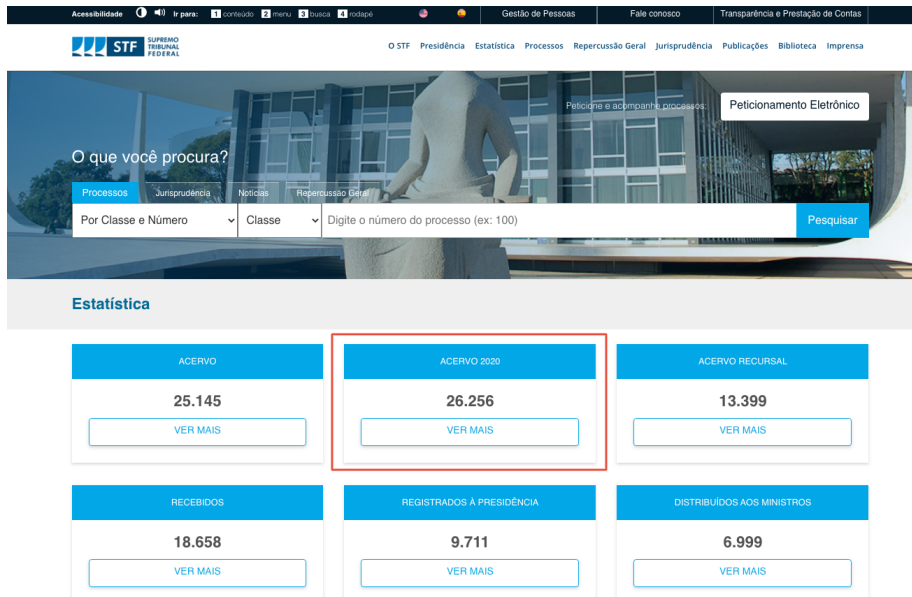 Acessibilidade Ir para: 1 conteúdo 2 menu 3 busca 4 rodapé Gestão de Pessoas Fale conosco Transparência e Prestação de Contas
STF SUPREMO TRIBUNAL FEDERAL
O STF Presidência Estatística Processos Repercussão Geral Jurisprudência Publicações Biblioteca Imprensa
Peticione e acompanhe processos: Peticionamento Eletrônico
O que você procura?
Processos Jurisprudência Notícias Repercussão Geral
Por Classe e Número Classe Digite o número do processo (ex: 100) Pesquisar
Estatística
ACERVO ACERVO 2020 ACERVO RECURSAL
25.145 26.256 13.399
VER MAIS VER MAIS VER MAIS
RECEBIDOS REGISTRADOS À PRESIDÊNCIA DISTRIBUÍDOS AOS MINISTROS
18.658 9.711 6.999
VER MAIS VER MAIS VER MAIS